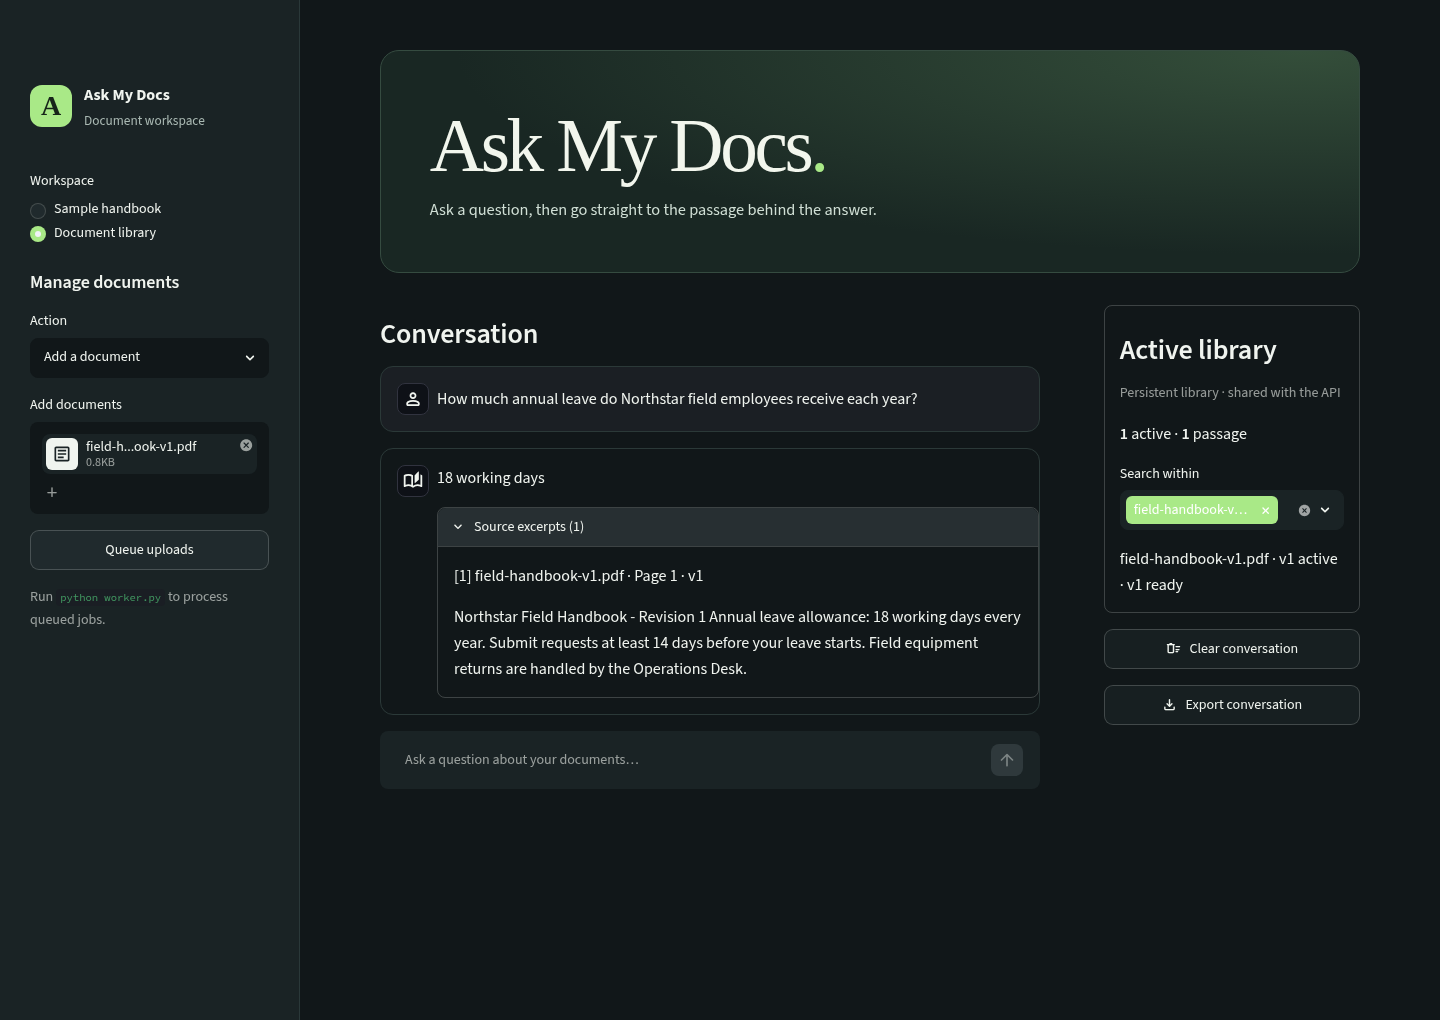 A
Ask My Docs
Document workspace
Workspace
Sample handbook
Document library
Manage documents
Action
Add a document
Add documents
field-h...ook-v1.pdf
0.8KB
Queue uploads
Run python worker.py to process
queued jobs.
Ask My Docs.
Ask a question, then go straight to the passage behind the answer.
Conversation
How much annual leave do Northstar field employees receive each year?
18 working days
Source excerpts (1)
[1] field-handbook-v1.pdf · Page 1 · v1
Northstar Field Handbook - Revision 1 Annual leave allowance: 18 working days every
year. Submit requests at least 14 days before your leave starts. Field equipment
returns are handled by the Operations Desk.
Ask a question about your documents…
Active library
Persistent library · shared with the API
1 active · 1 passage
Search within
field-handbook-v…
field-handbook-v1.pdf · v1 active
· v1 ready
Clear conversation
Export conversation